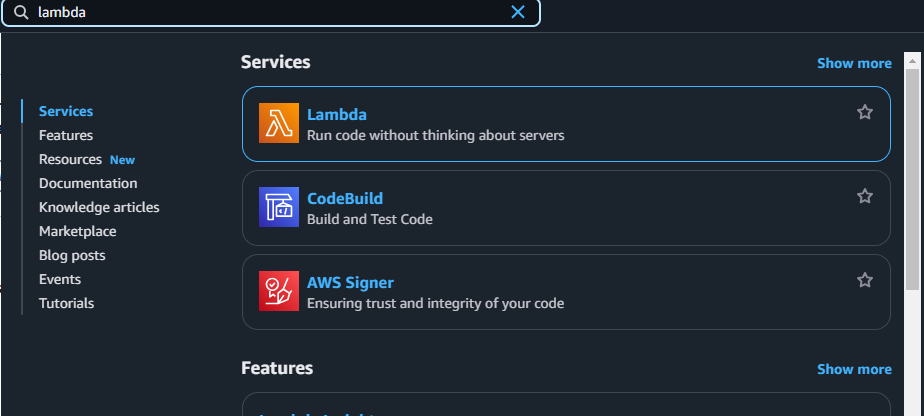 lambda
Services
Show more
Services
Features
Resources New
Documentation
Knowledge articles
Marketplace
Blog posts
Events
Tutorials
Lambda
Run code without thinking about servers
CodeBuild
Build and Test Code
AWS Signer
Ensuring trust and integrity of your code
Features
Show more